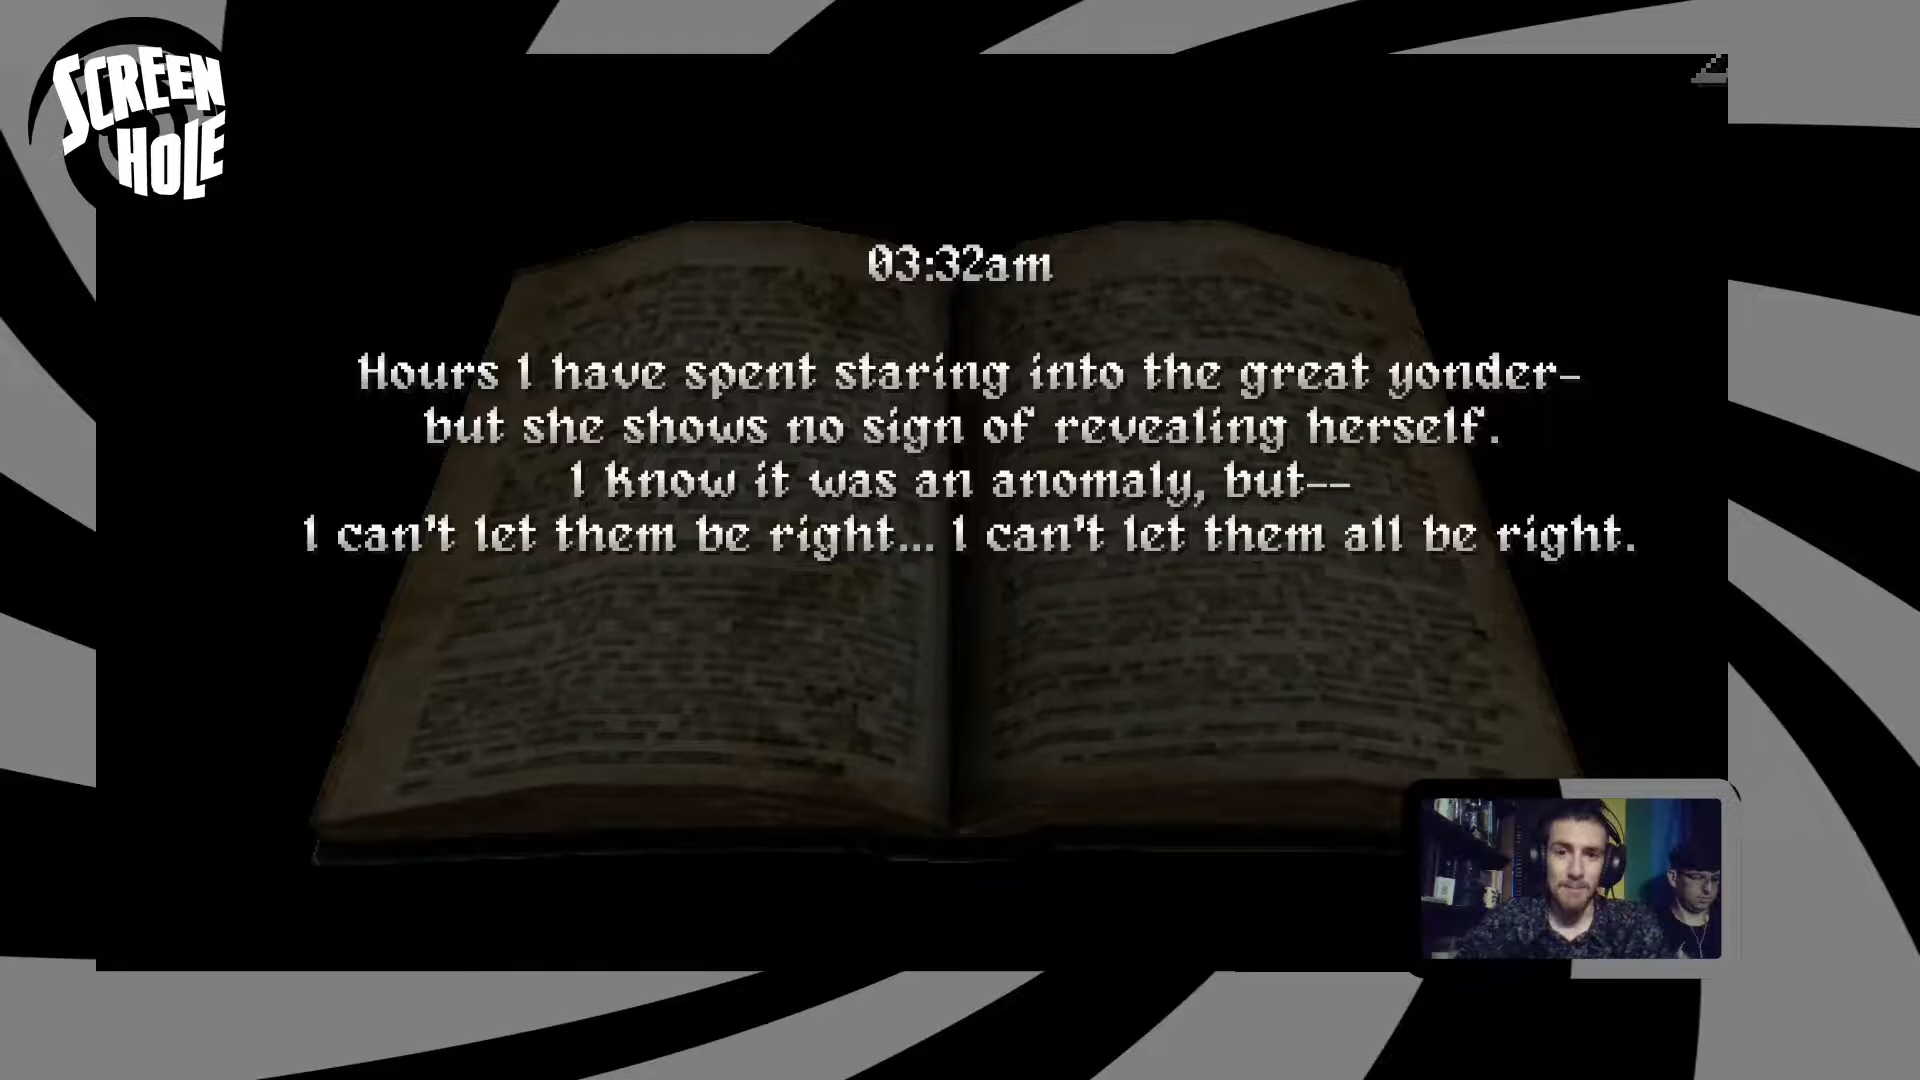 SCREEN
HOLE
03:32am
Hours I have spent staring into the great yonder-
but she shows no sign of revealing herself.
I know it was an anomaly, but--
I can't let them be right... I can't let them all be right.